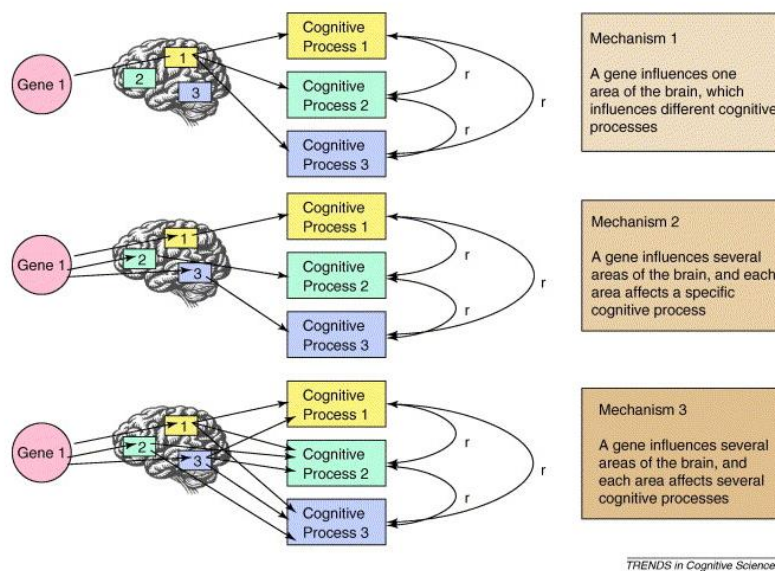 Gene 1
1
2
3
Cognitive
Process 1
Cognitive
Process 2
Cognitive
Process 3
r
r
r
Mechanism 1
A gene influences one
area of the brain, which
influences different cognitive
processes
Gene 1
1
2
3
Cognitive
Process 1
Cognitive
Process 2
Cognitive
Process 3
r
r
r
Mechanism 2
A gene influences several
areas of the brain, and each
area affects a specific
cognitive process
Gene 1
1
2
3
Cognitive
Process 1
Cognitive
Process 2
Cognitive
Process 3
r
r
r
Mechanism 3
A gene influences several
areas of the brain, and
each area affects several
cognitive processes
TRENDS in Cognitive Science